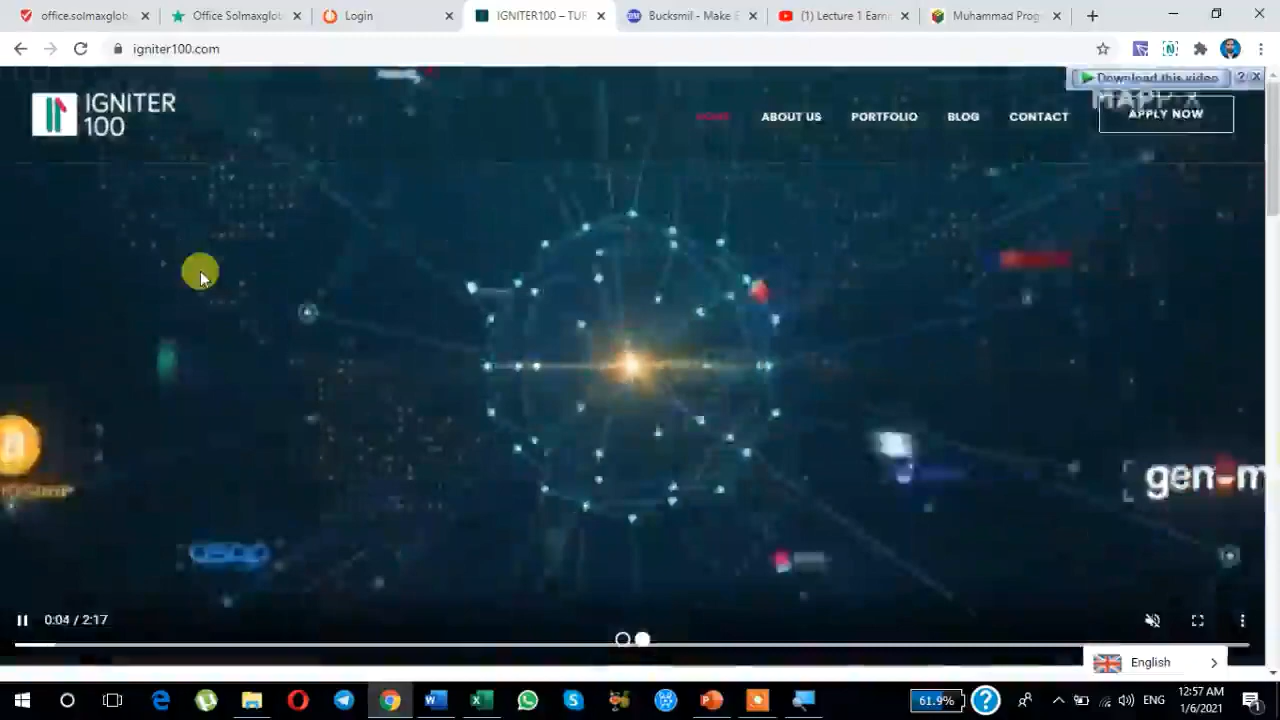 office.solmaxglob
Office Solmaxglob
Login
IGNITER100 – TUF
Bucksmil - Make E
(1) Lecture 1 Earn
Muhammad Prog
igniter100.com
Download this video
IGNITER
100
HOME
ABOUT US
PORTFOLIO
BLOG
CONTACT
APPLY NOW
0:04 / 2:17
English
61.9%
ENG
12:57 AM
1/6/2021